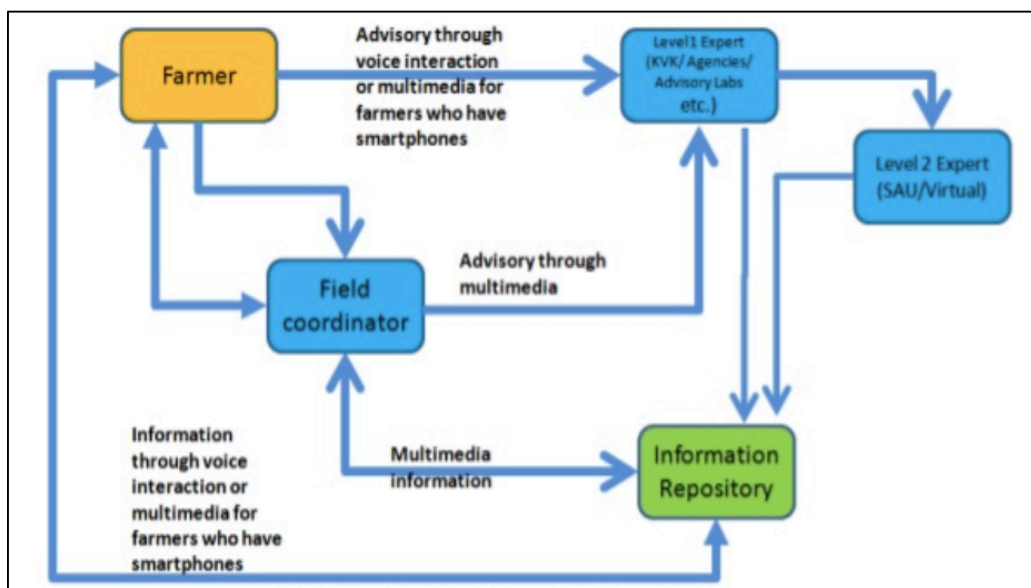 Farmer
Advisory through
voice interaction
or multimedia for
farmers who have
smartphones
Level1 Expert
(KVK/ Agencies/
Advisory Labs
etc.)
Level 2 Expert
(SAU/Virtual)
Field
coordinator
Advisory through
multimedia
Information
through voice
interaction or
multimedia for
farmers who have
smartphones
Multimedia
information
Information
Repository